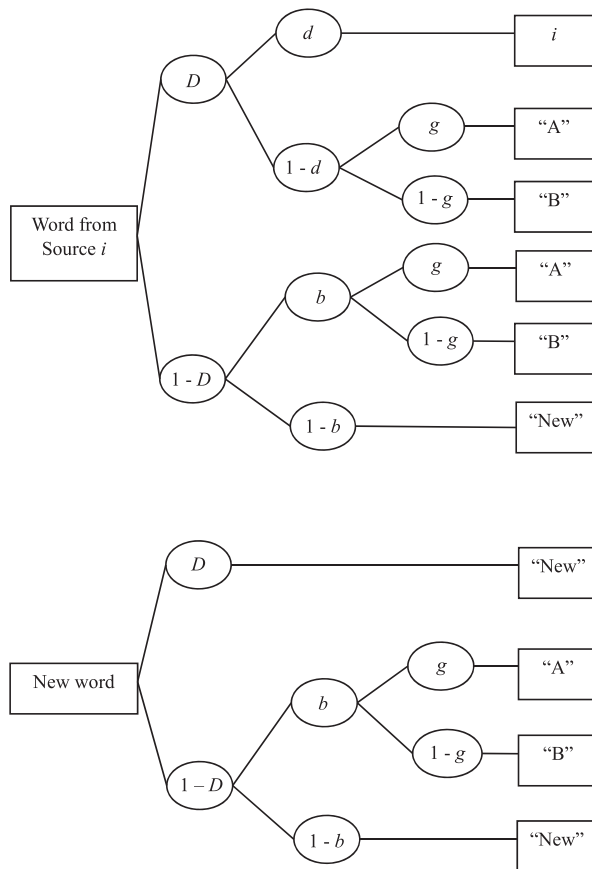 d
i
D
g
“A”
1 - d
1 - g
“B”
Word from
Source i
g
“A”
b
1 - g
“B”
1 - D
1 - b
“New”
D
“New”
g
“A”
New word
b
1 - g
“B”
1 – D
1 - b
“New”